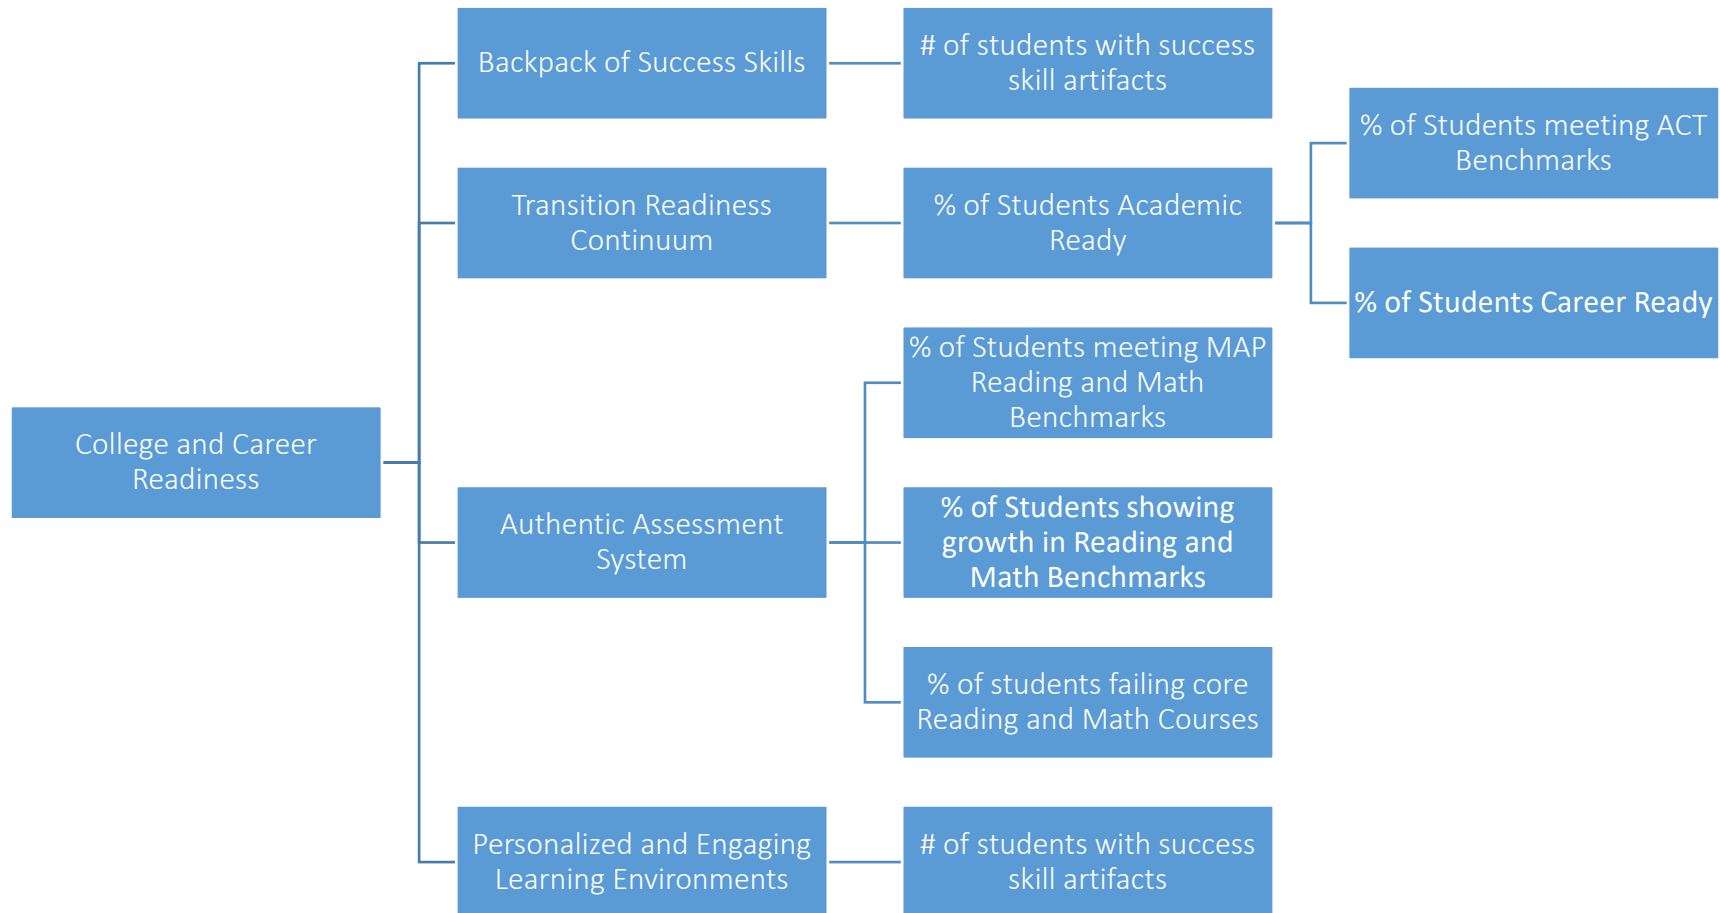 Backpack of Success Skills
# of students with success
skill artifacts
% of Students meeting ACT
Benchmarks
Transition Readiness
Continuum
% of Students Academic
Ready
% of Students Career Ready
% of Students meeting MAP
Reading and Math
Benchmarks
College and Career
Readiness
Authentic Assessment
System
% of Students showing
growth in Reading and
Math Benchmarks
% of students failing core
Reading and Math Courses
Personalized and Engaging
Learning Environments
# of students with success
skill artifacts